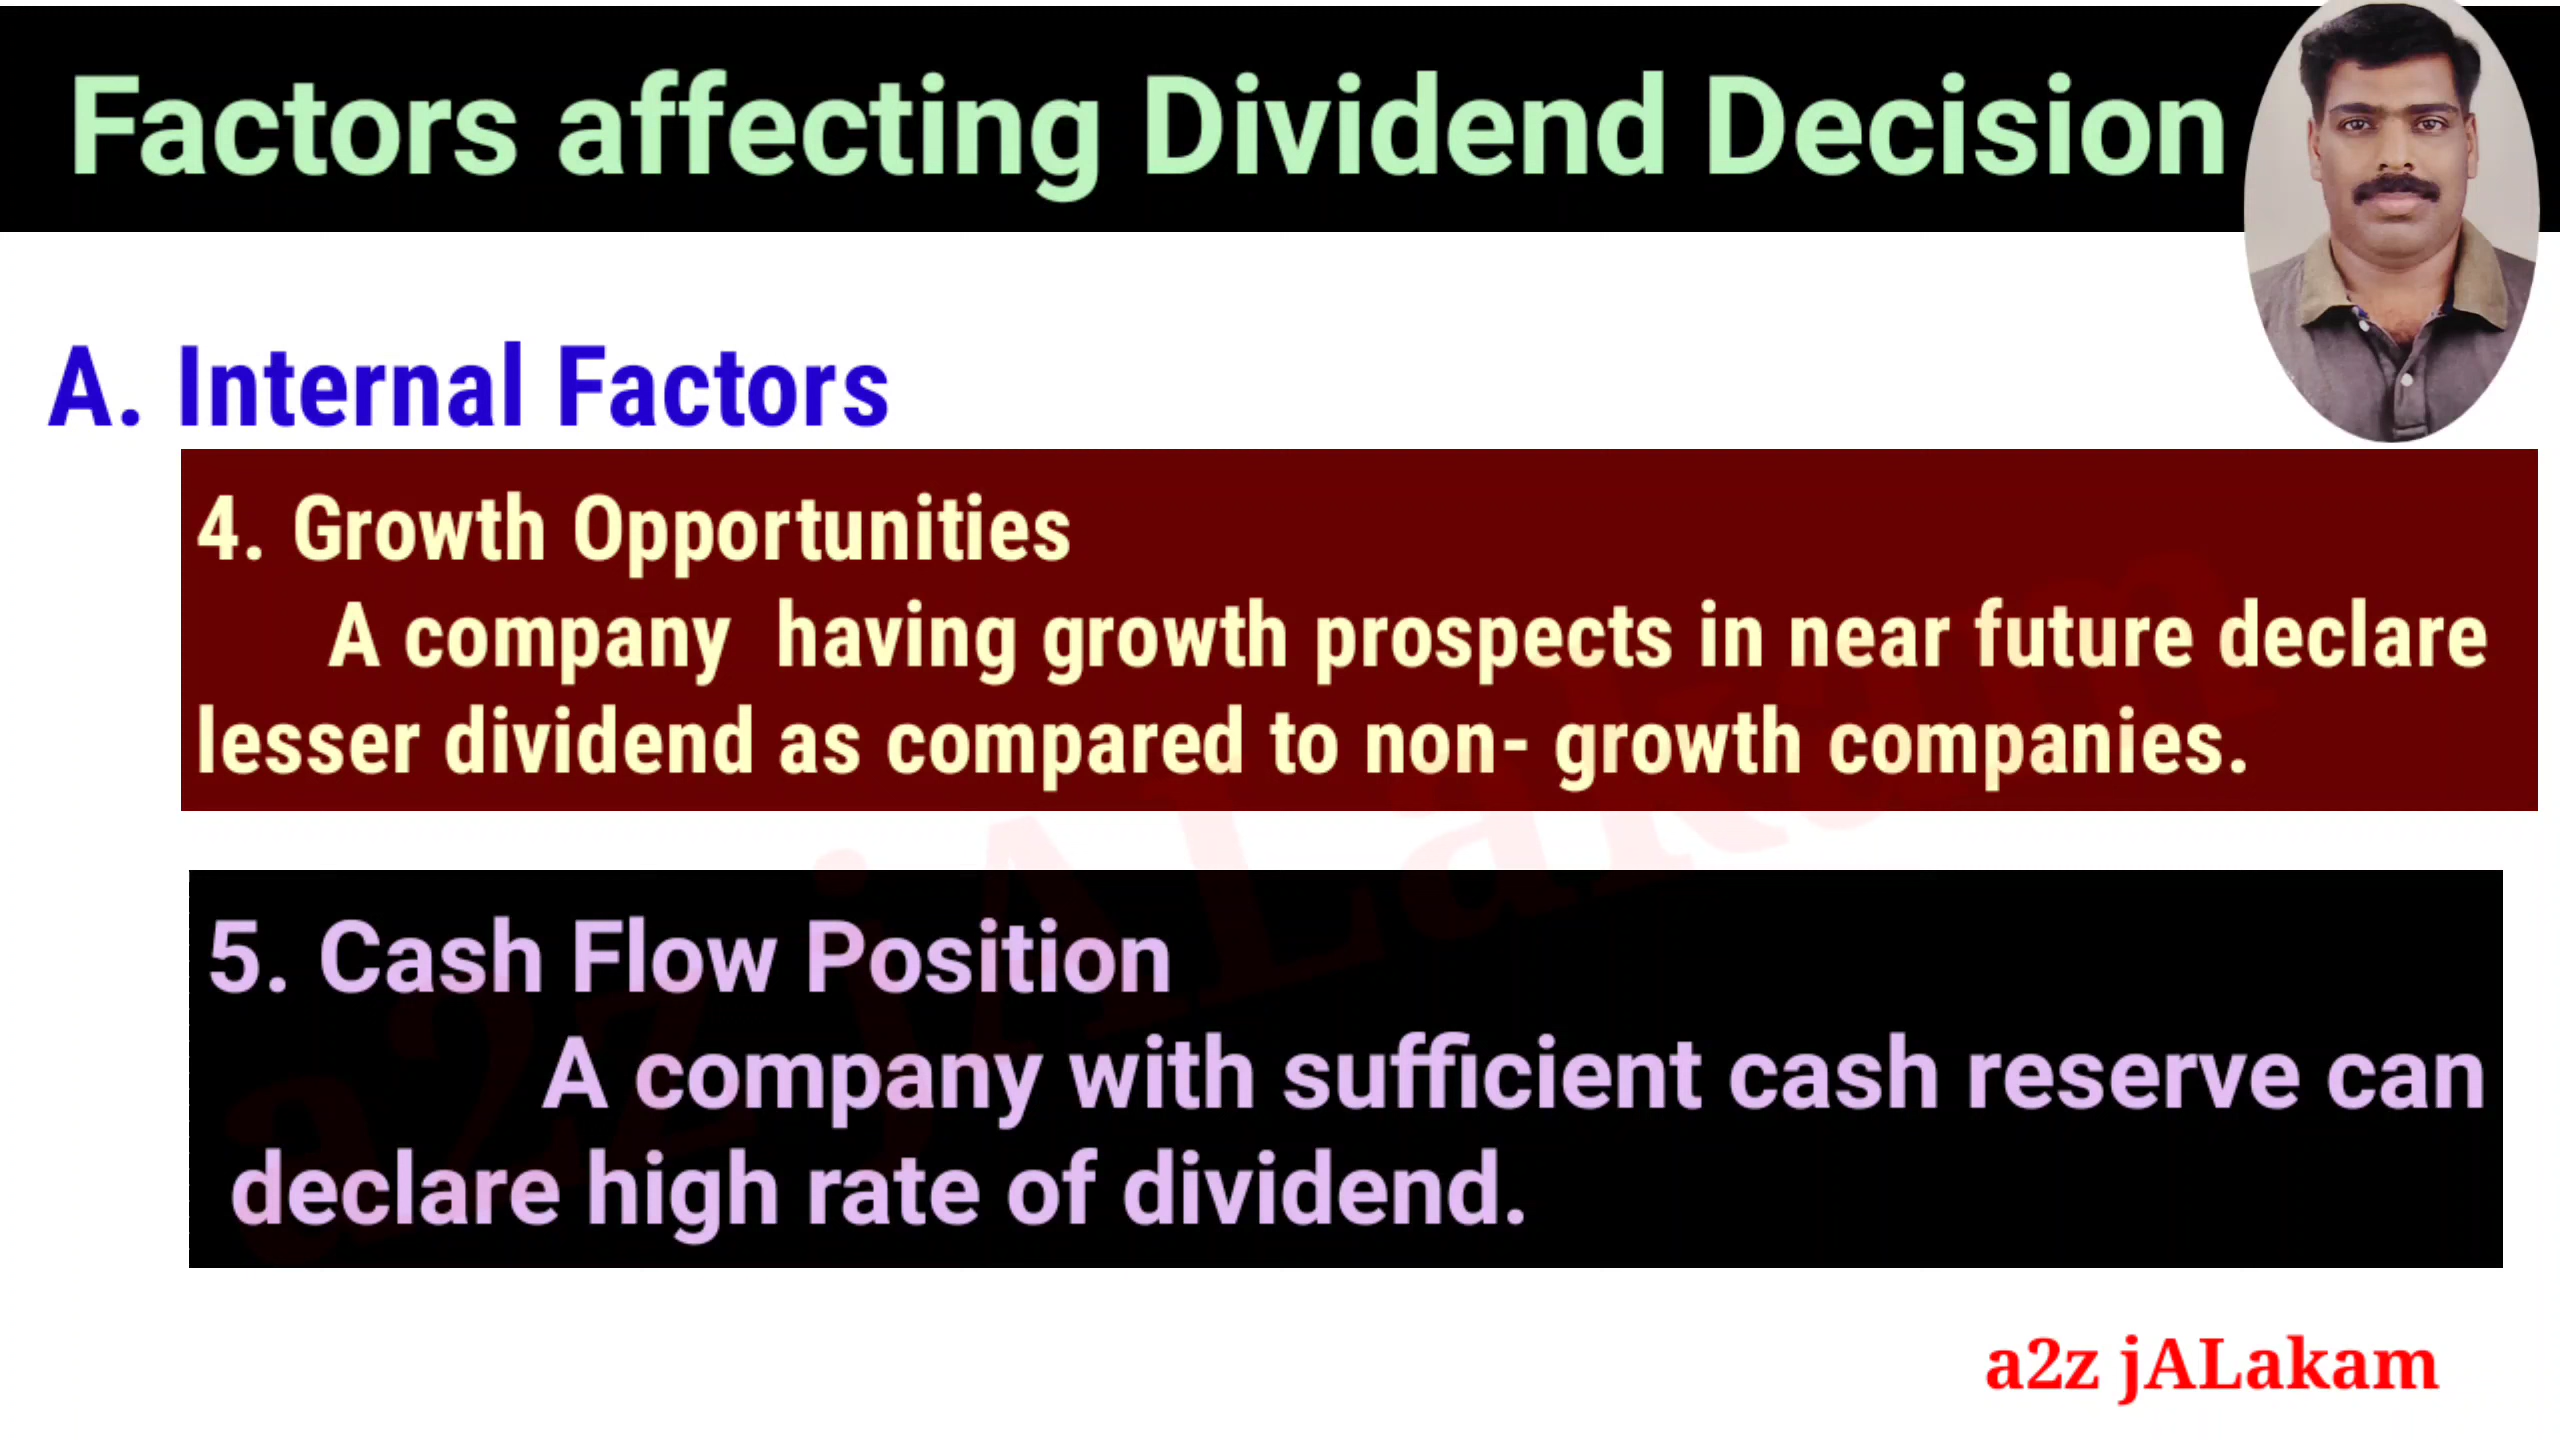 Factors affecting Dividend Decision
A. Internal Factors
4. Growth Opportunities
A company having growth prospects in near future declare
lesser dividend as compared to non- growth companies.
5. Cash Flow Position
A company with sufficient cash reserve can
declare high rate of dividend.
a2z jALakam
a2z jALakam